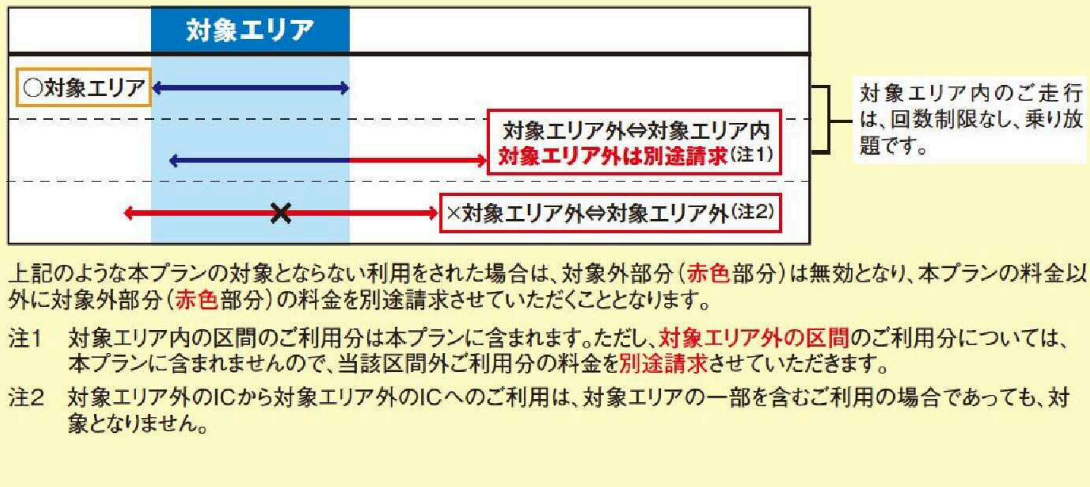 対象エリア
○対象エリア
対象エリア外⇔対象エリア内
対象エリア外は別途請求(注1)
×対象エリア外⇔対象エリア外(注2)
対象エリア内のご走行
は、回数制限なし、乗り放
題です。
上記のような本プランの対象とならない利用をされた場合は、対象外部分(赤色部分)は無効となり、本プランの料金以
外に対象外部分(赤色部分)の料金を別途請求させていただくこととなります。
注1 対象エリア内の区間のご利用分は本プランに含まれます。ただし、対象エリア外の区間のご利用分については、
本プランに含まれませんので、当該区間外ご利用分の料金を別途請求させていただきます。
注2 対象エリア外のICから対象エリア外のICへのご利用は、対象エリアの一部を含むご利用の場合であっても、対
象となりません。